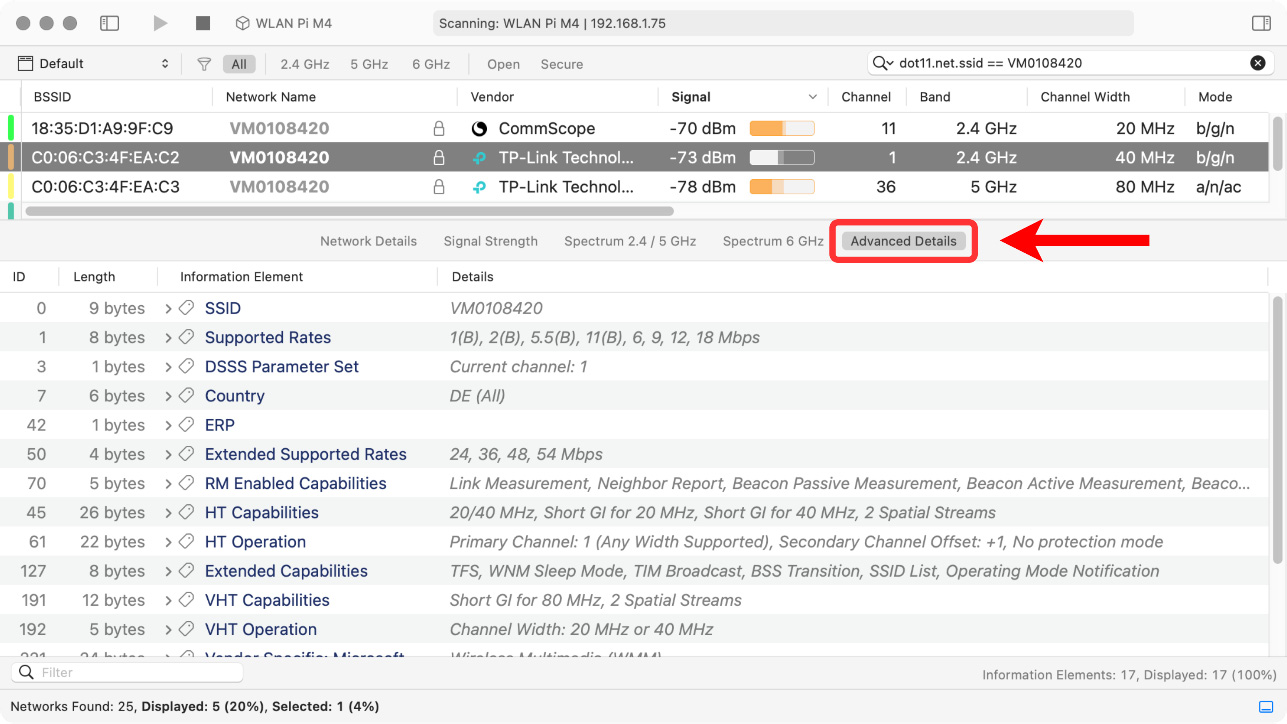 WLAN Pi M4
Scanning: WLAN Pi M4 | 192.168.1.75
Default All 2.4 GHz 5 GHz 6 GHz Open Secure dot11.net.ssid == VM0108420
BSSID Network Name Vendor Signal Channel Band Channel Width Mode
18:35:D1:A9:9F:C9 VM0108420 CommScope -70 dBm 11 2.4 GHz 20 MHz b/g/n
C0:06:C3:4F:EA:C2 VM0108420 TP-Link Technol... -73 dBm 1 2.4 GHz 40 MHz b/g/n
C0:06:C3:4F:EA:C3 VM0108420 TP-Link Technol... -78 dBm 36 5 GHz 80 MHz a/n/ac
Network Details Signal Strength Spectrum 2.4 / 5 GHz Spectrum 6 GHz Advanced Details
ID Length Information Element Details
0 9 bytes SSID VM0108420
1 8 bytes Supported Rates 1(B), 2(B), 5.5(B), 11(B), 6, 9, 12, 18 Mbps
3 1 bytes DSSS Parameter Set Current channel: 1
7 6 bytes Country DE (All)
42 1 bytes ERP
50 4 bytes Extended Supported Rates 24, 36, 48, 54 Mbps
70 5 bytes RM Enabled Capabilities Link Measurement, Neighbor Report, Beacon Passive Measurement, Beacon Active Measurement, Beaco...
45 26 bytes HT Capabilities 20/40 MHz, Short GI for 20 MHz, Short GI for 40 MHz, 2 Spatial Streams
61 22 bytes HT Operation Primary Channel: 1 (Any Width Supported), Secondary Channel Offset: +1, No protection mode
127 8 bytes Extended Capabilities TFS, WNM Sleep Mode, TIM Broadcast, BSS Transition, SSID List, Operating Mode Notification
191 12 bytes VHT Capabilities Short GI for 80 MHz, 2 Spatial Streams
192 5 bytes VHT Operation Channel Width: 20 MHz or 40 MHz
221 24 bytes Vendor Specific: Microsoft Wireless Multimedia (WMM)
Filter
Information Elements: 17, Displayed: 17 (100%)
Networks Found: 25, Displayed: 5 (20%), Selected: 1 (4%)